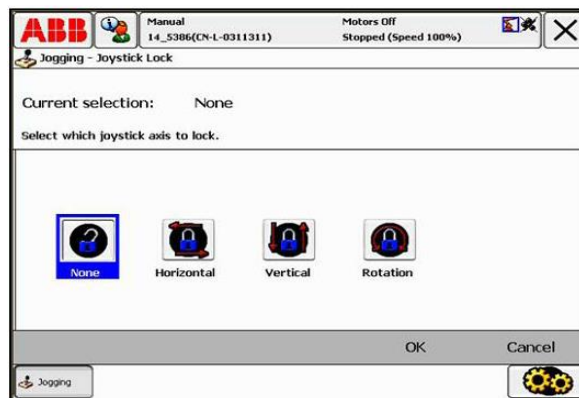 ABB
Manual
14_5386(CN-L-0311311)
Motors Off
Stopped (Speed 100%)
Jogging - Joystick Lock
Current selection: None
Select which joystick axis to lock.
None
Horizontal
Vertical
Rotation
OK
Cancel
Jogging